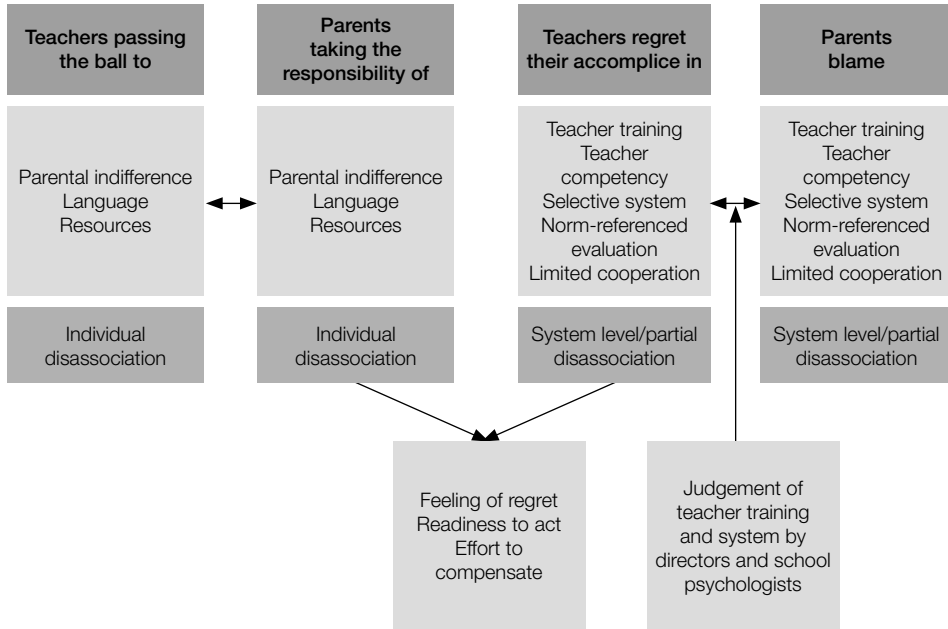 Teachers passing
the ball to
Parental indifference
Language
Resources
Individual
disassociation
Parents
taking the
responsibility of
Parental indifference
Language
Resources
Individual
disassociation
Teachers regret
their accomplice in
Teacher training
Teacher
competency
Selective system
Norm-referenced
evaluation
Limited cooperation
System level/partial
disassociation
Parents
blame
Teacher training
Teacher
competency
Selective system
Norm-referenced
evaluation
Limited cooperation
System level/partial
disassociation
Feeling of regret
Readiness to act
Effort to
compensate
Judgement of
teacher training
and system by
directors and school
psychologists